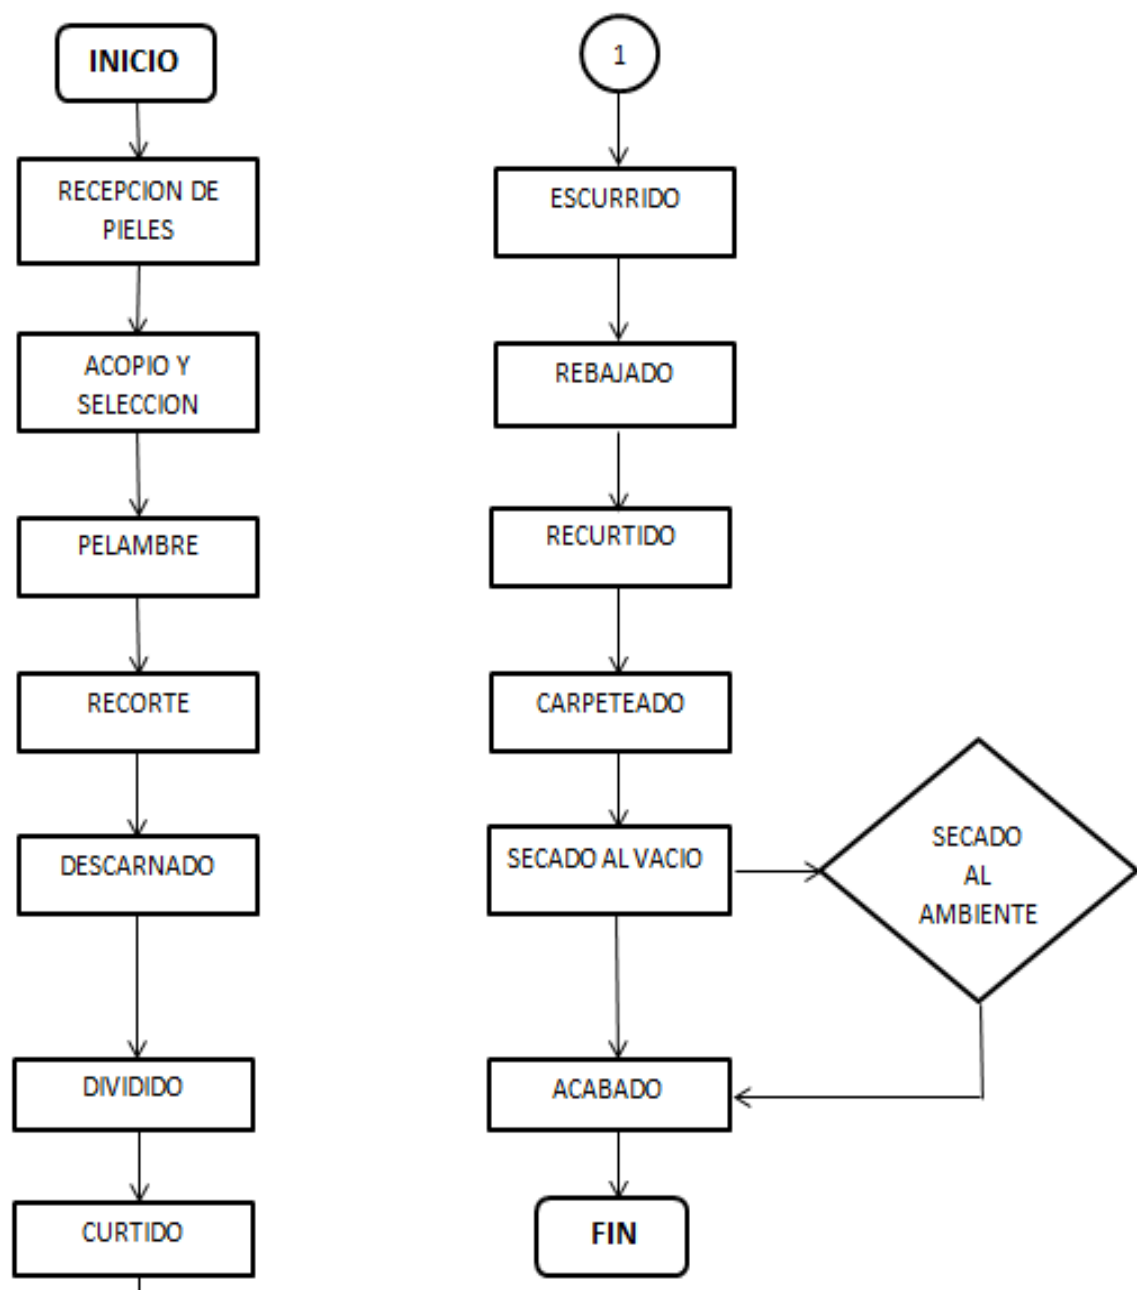 INICIO
RECEPCION DE
PIELES
ACOPIO Y
SELECCION
PELAMBRE
RECORTE
DESCARNADO
DIVIDIDO
CURTIDO
1
ESCURRIDO
REBAJADO
RECURTIDO
CARPETEADO
SECADO AL VACIO
SECADO
AL
AMBIENTE
ACABADO
FIN